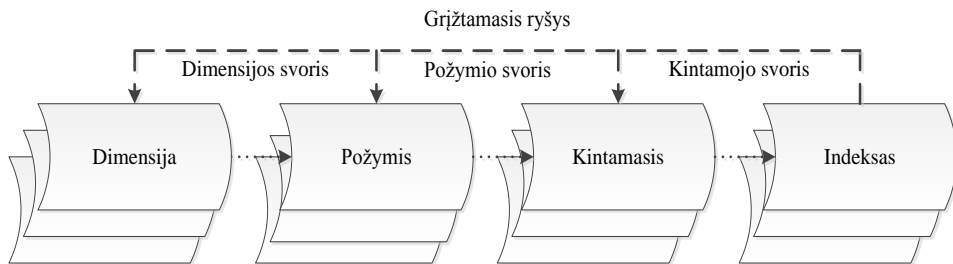 Grįžtamasis ryšys
Dimensijos svoris
Požymio svoris
Kintamojo svoris
Dimensija
Požymis
Kintamasis
Indeksas